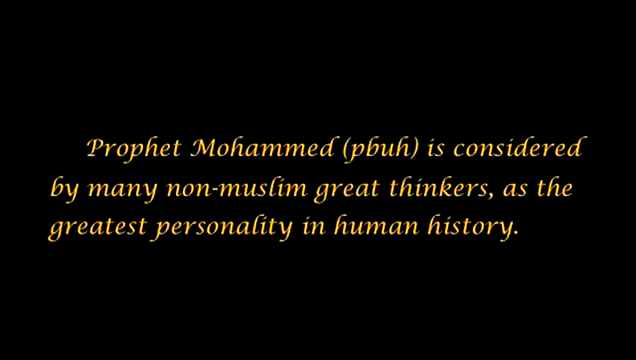 Prophet Mohammed (pbuh) is considered
by many non-muslim great thinkers, as the
greatest personality in human history.